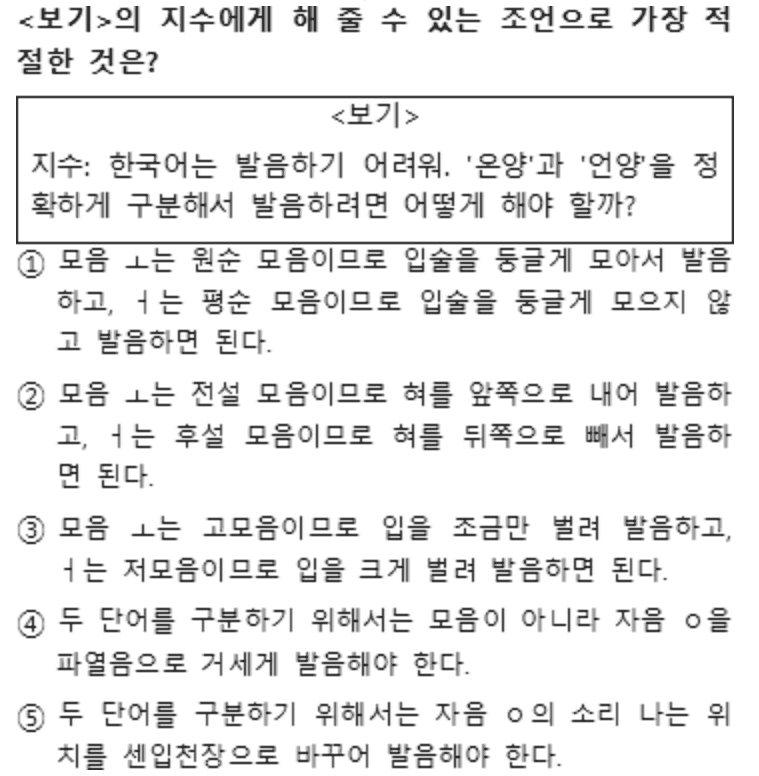 <보기>의 지수에게 해 줄 수 있는 조언으로 가장 적
절한 것은?
<보기>
지수: 한국어는 발음하기 어려워. '온양'과 '언양'을 정
확하게 구분해서 발음하려면 어떻게 해야 할까?
① 모음 ㅗ는 원순 모음이므로 입술을 둥글게 모아서 발음
하고, ㅓ는 평순 모음이므로 입술을 둥글게 모으지 않
고 발음하면 된다.
② 모음 ㅗ는 전설 모음이므로 혀를 앞쪽으로 내어 발음하
고, ㅓ는 후설 모음이므로 혀를 뒤쪽으로 빼서 발음하
면 된다.
③ 모음 ㅗ는 고모음이므로 입을 조금만 벌려 발음하고,
ㅓ는 저모음이므로 입을 크게 벌려 발음하면 된다.
④ 두 단어를 구분하기 위해서는 모음이 아니라 자음 ㅇ을
파열음으로 거세게 발음해야 한다.
⑤ 두 단어를 구분하기 위해서는 자음 ㅇ의 소리 나는 위
치를 센입천장으로 바꾸어 발음해야 한다.